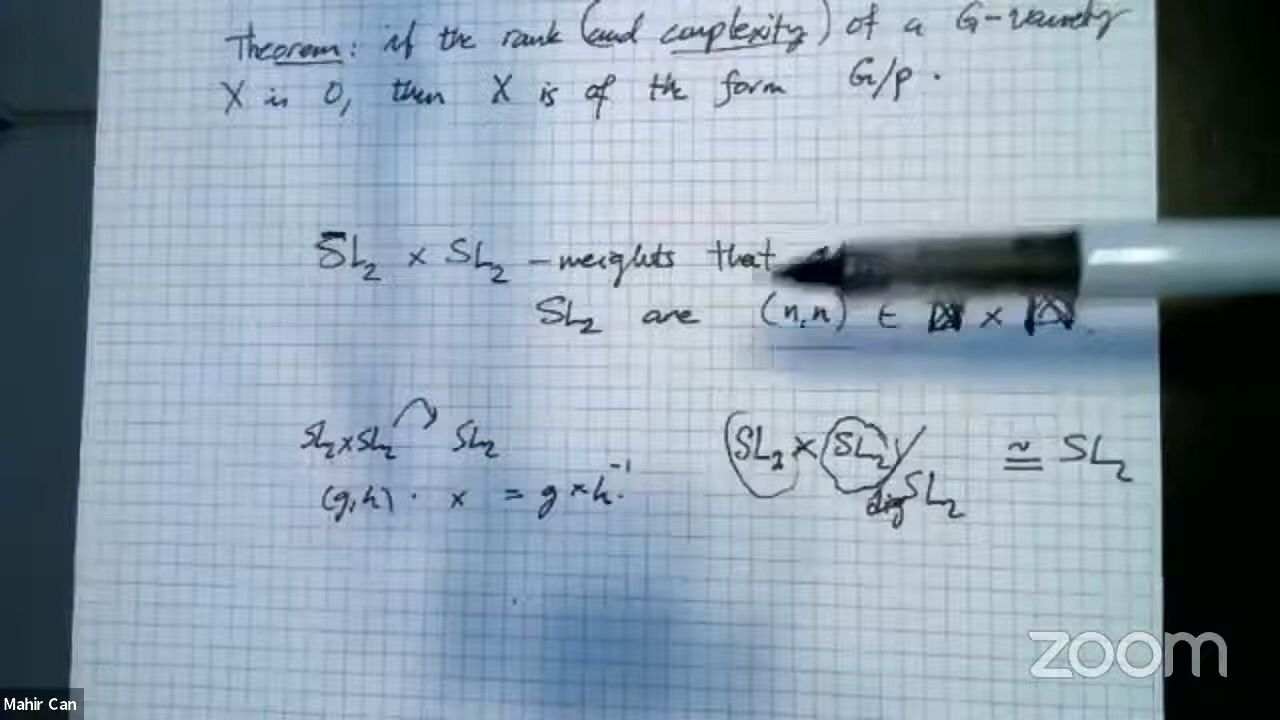 Theorem: if the rank (and complexity) of a G-variety
X is 0, then X is of the form G/P.
SL₂ × SL₂ - weights that
SL₂ are (n,n) ∈ × 
SL₂×SL₂ ↷ SL₂
(g,h) · x = g x h⁻¹.
(SL₂ × SL₂)/diag SL₂ ≅ SL₂
zoom
Mahir Can